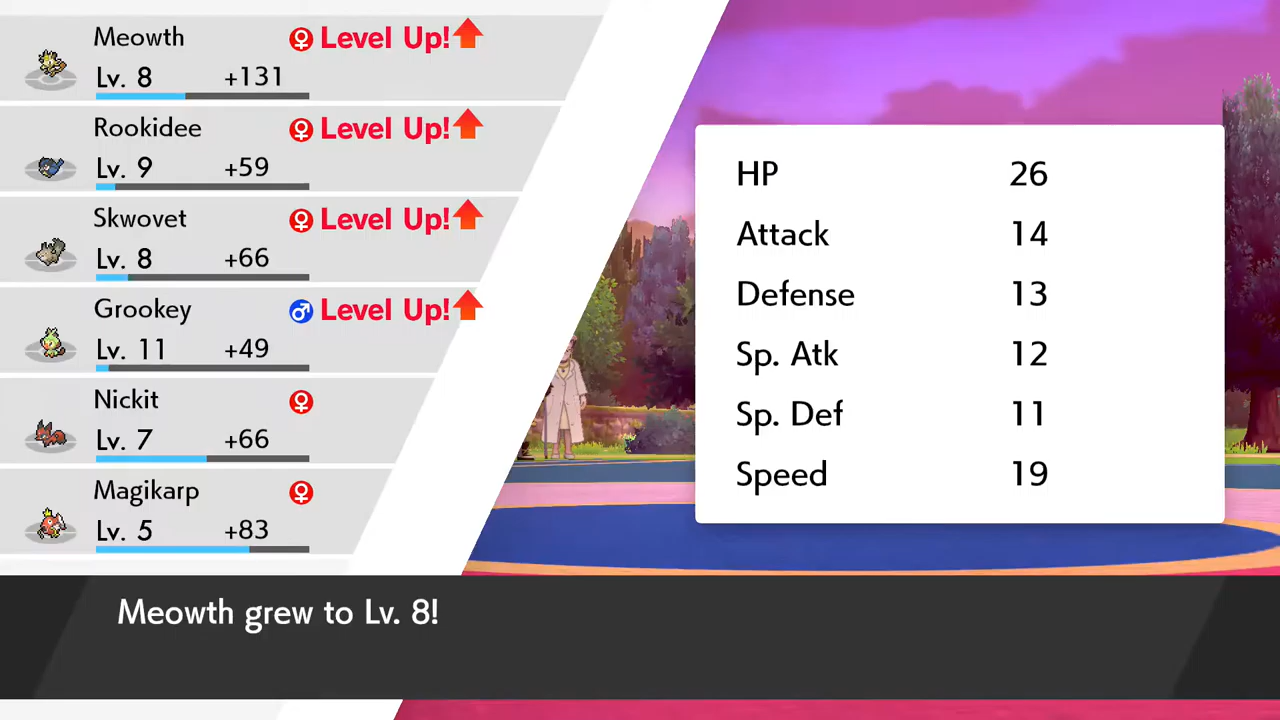 Meowth ♀ Level Up!
Lv. 8 +131
Rookidee ♀ Level Up!
Lv. 9 +59
Skwovet ♀ Level Up!
Lv. 8 +66
Grookey ♂ Level Up!
Lv. 11 +49
Nickit ♀
Lv. 7 +66
Magikarp ♀
Lv. 5 +83
HP 26
Attack 14
Defense 13
Sp. Atk 12
Sp. Def 11
Speed 19
Meowth grew to Lv. 8!